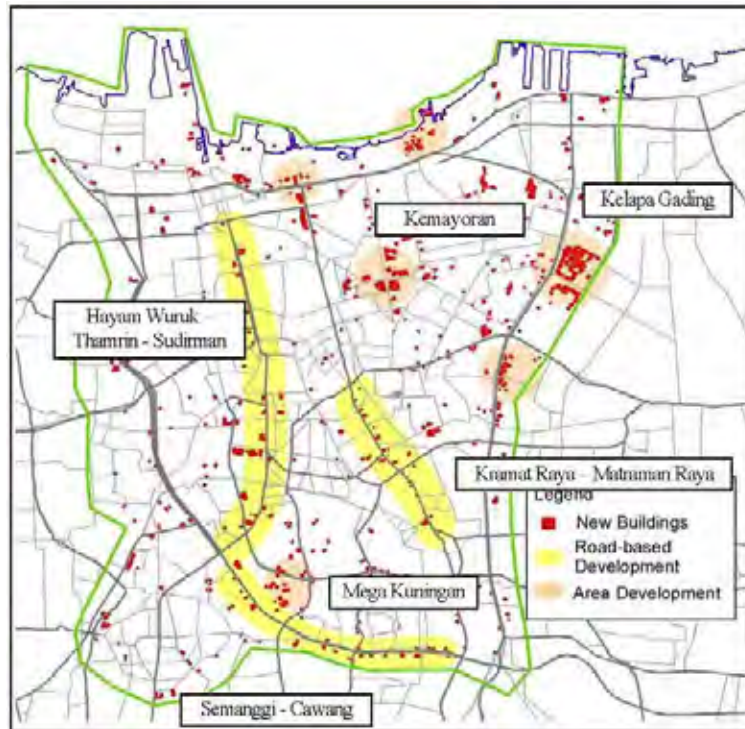 Kelapa Gading
Kemayoran
Hayam Wuruk
Thamrin - Sudirman
Kramat Raya - Matraman Raya
Legend
New Buildings
Road-based
Development
Area Development
Mega Kuningan
Semanggi - Cawang